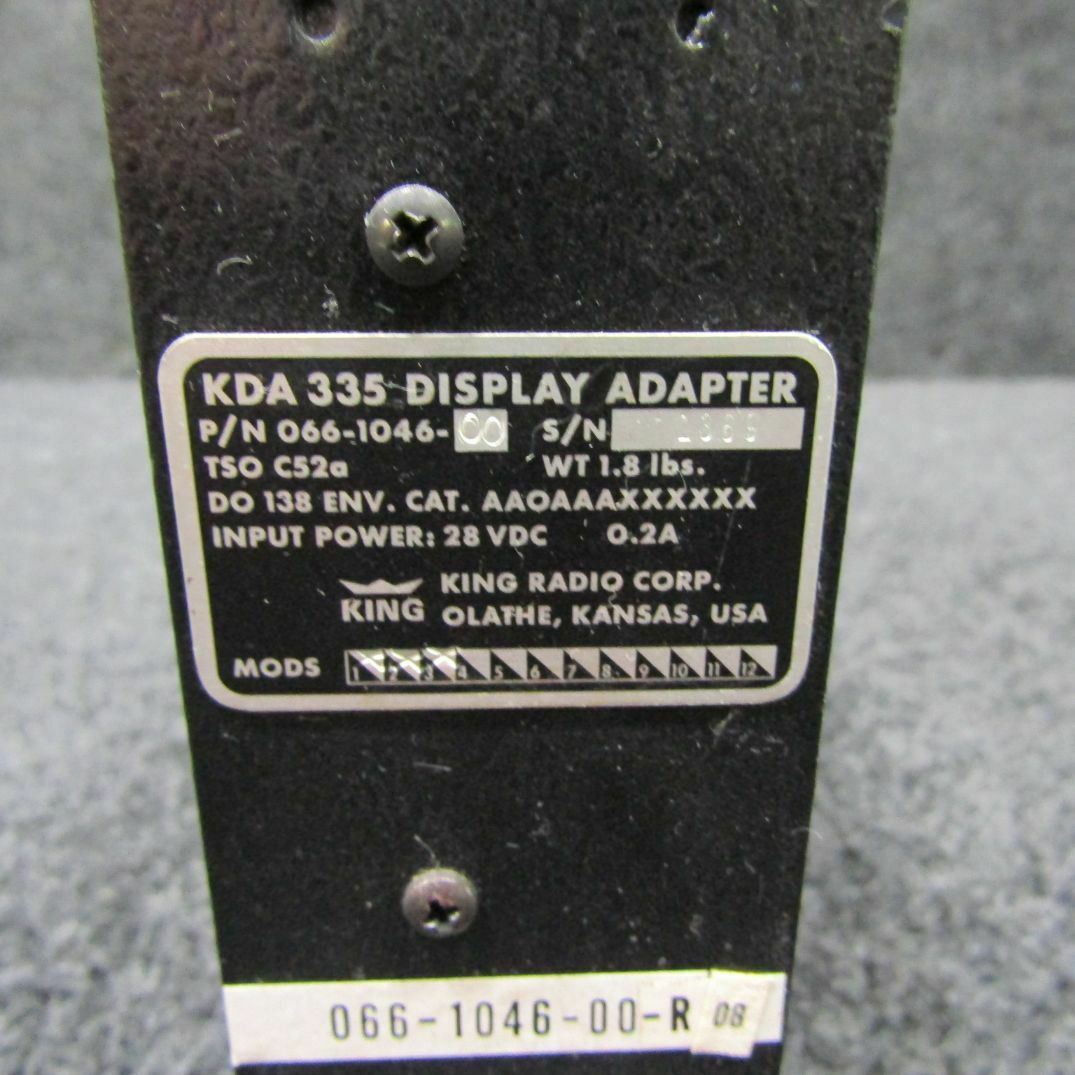 KDA 335 DISPLAY ADAPTER
P/N 066-1046-00 S/N
TSO C52a WT 1.8 lbs.
DO 138 ENV. CAT. AAOAAAXXXXXX
INPUT POWER: 28 VDC 0.2A
KING KING RADIO CORP.
OLATHE, KANSAS, USA
MODS 1 2 3 4 5 6 7 8 9 10 11 12
066-1046-00-R 08